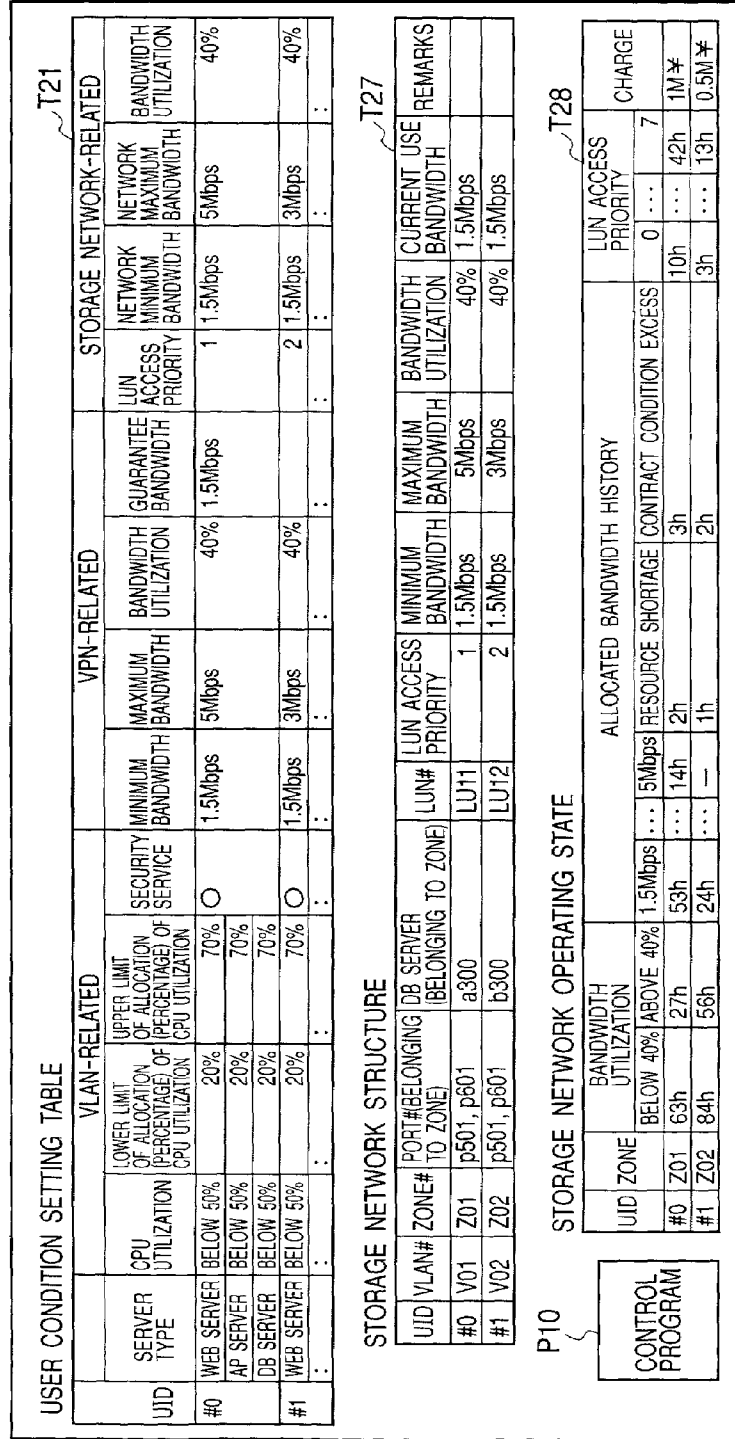 USER CONDITION SETTING TABLE
T21
UID
SERVER TYPE
VLAN-RELATED
CPU UTILIZATION
LOWER LIMIT OF ALLOCATION (PERCENTAGE) OF CPU UTILIZATION
UPPER LIMIT OF ALLOCATION (PERCENTAGE) OF CPU UTILIZATION
SECURITY SERVICE
VPN-RELATED
MINIMUM BANDWIDTH
MAXIMUM BANDWIDTH
BANDWIDTH UTILIZATION
GUARANTEE BANDWIDTH
STORAGE NETWORK-RELATED
LUN ACCESS PRIORITY
NETWORK MINIMUM BANDWIDTH
NETWORK MAXIMUM BANDWIDTH
BANDWIDTH UTILIZATION
#0 WEB SERVER BELOW 50% 20% 70% ○ 1.5Mbps 5Mbps 40% 1.5Mbps 1 1.5Mbps 5Mbps 40%
AP SERVER BELOW 50% 20% 70%
DB SERVER BELOW 50% 20% 70%
#1 WEB SERVER BELOW 50% 20% 70% ○ 1.5Mbps 3Mbps 40% 2 1.5Mbps 3Mbps 40%
: : : : : : : : : : :
STORAGE NETWORK STRUCTURE
T27
UID
VLAN#
ZONE#
PORT#(BELONGING TO ZONE)
DB SERVER (BELONGING TO ZONE)
LUN#
LUN ACCESS PRIORITY
MINIMUM BANDWIDTH
MAXIMUM BANDWIDTH
BANDWIDTH UTILIZATION
CURRENT USE BANDWIDTH
REMARKS
#0 V01 Z01 p501, p601 a300 LU11 1 1.5Mbps 5Mbps 40% 1.5Mbps
#1 V02 Z02 p501, p601 b300 LU12 2 1.5Mbps 3Mbps 40% 1.5Mbps
P10
CONTROL PROGRAM
STORAGE NETWORK OPERATING STATE
T28
UID
ZONE
BANDWIDTH UTILIZATION
ALLOCATED BANDWIDTH HISTORY
LUN ACCESS PRIORITY
CHARGE
BELOW 40% ABOVE 40% 1.5Mbps ... 5Mbps RESOURCE SHORTAGE CONTRACT CONDITION EXCESS 0 ... 7
#0 Z01 63h 27h 53h ... 14h 2h 3h 10h ... 42h 1M¥
#1 Z02 84h 56h 24h ... — 1h 2h 3h ... 13h 0.5M¥